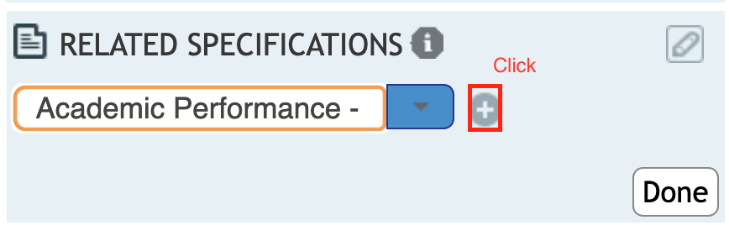 RELATED SPECIFICATIONS
Click
Academic Performance -
Done